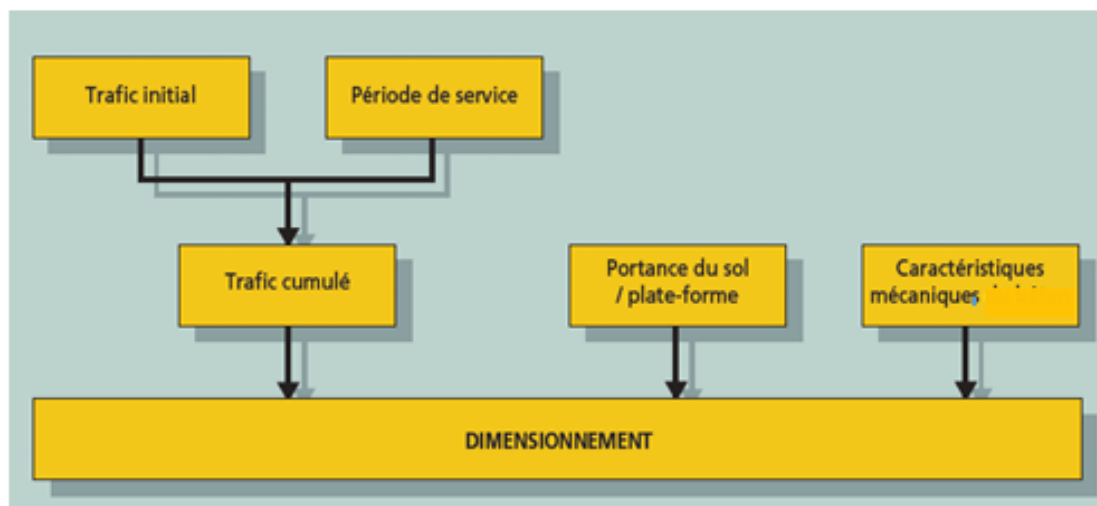 Trafic initial
Période de service
Trafic cumulé
Portance du sol
/ plate-forme
Caractéristiques
mécaniques
DIMENSIONNEMENT